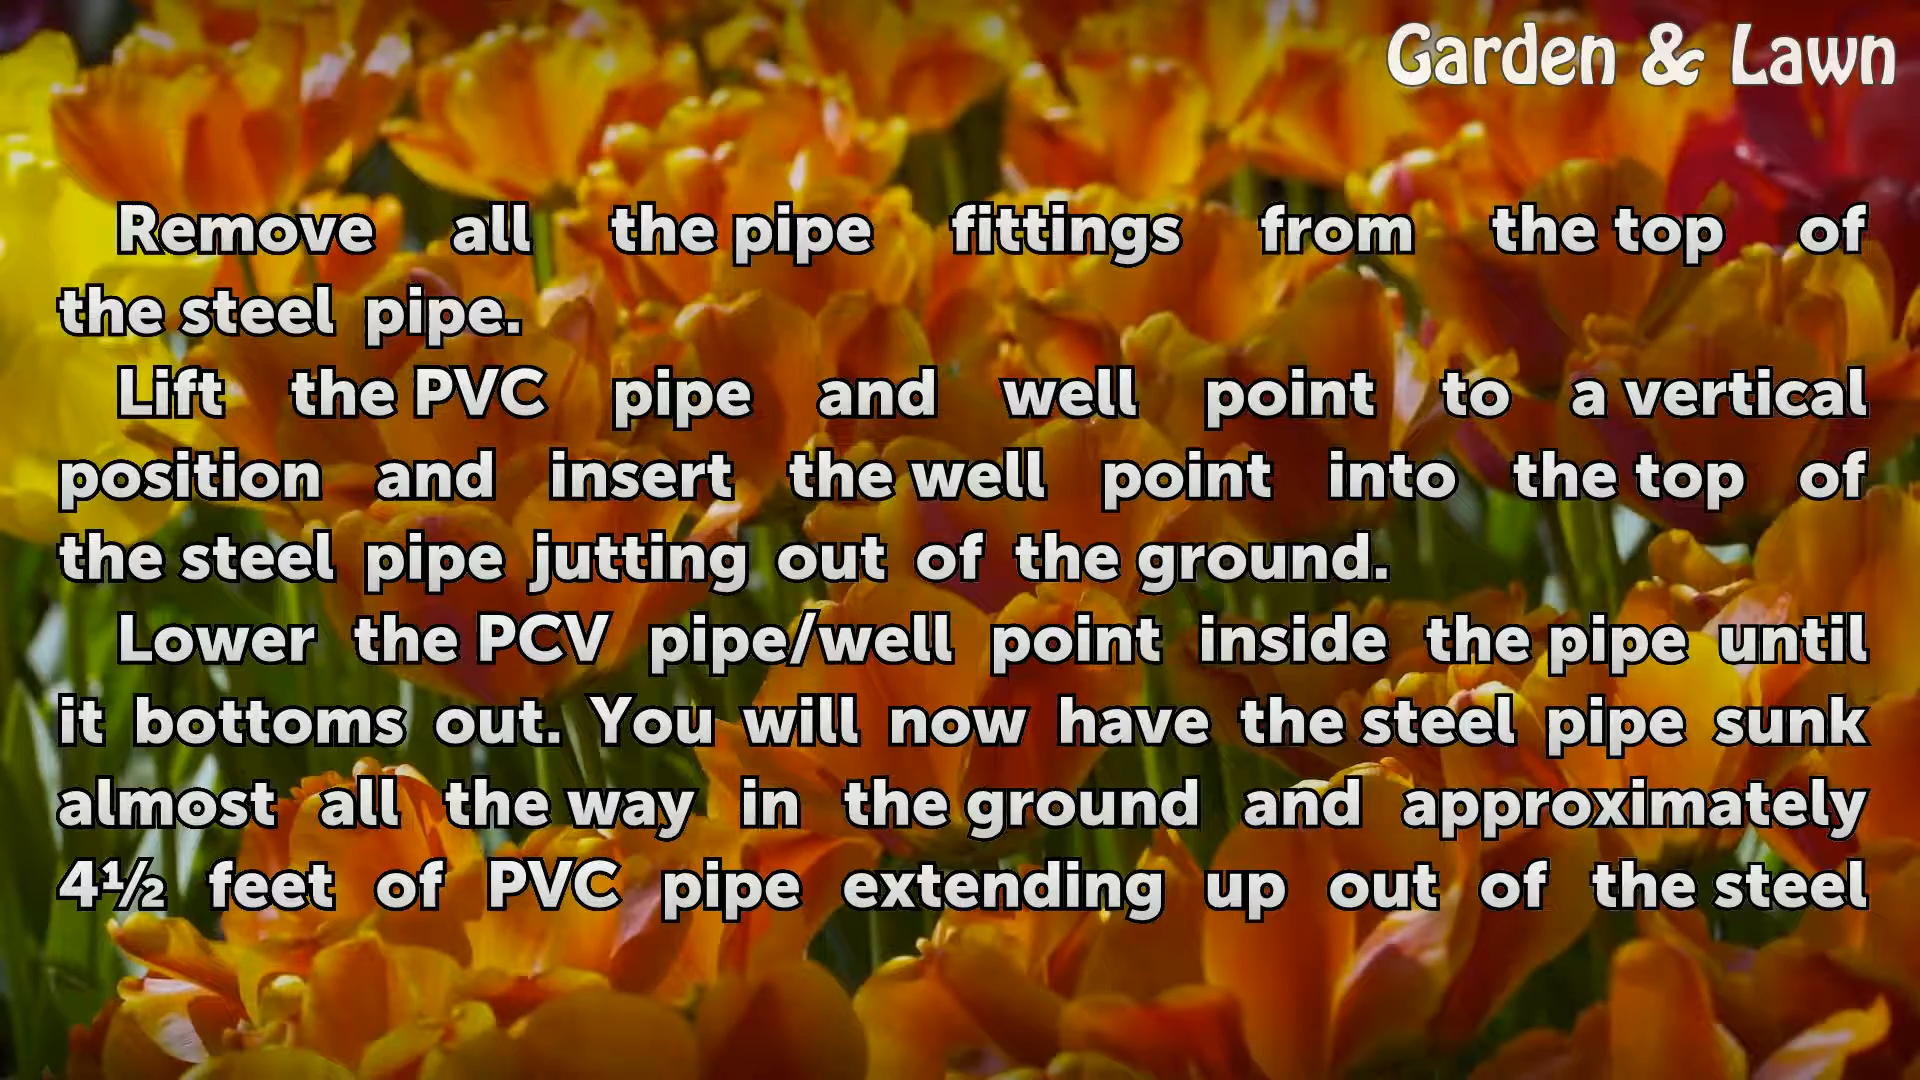 Garden & Lawn
Remove all the pipe fittings from the top of
the steel pipe.
Lift the PVC pipe and well point to a vertical
position and insert the well point into the top of
the steel pipe jutting out of the ground.
Lower the PCV pipe/well point inside the pipe until
it bottoms out. You will now have the steel pipe sunk
almost all the way in the ground and approximately
4½ feet of PVC pipe extending up out of the steel